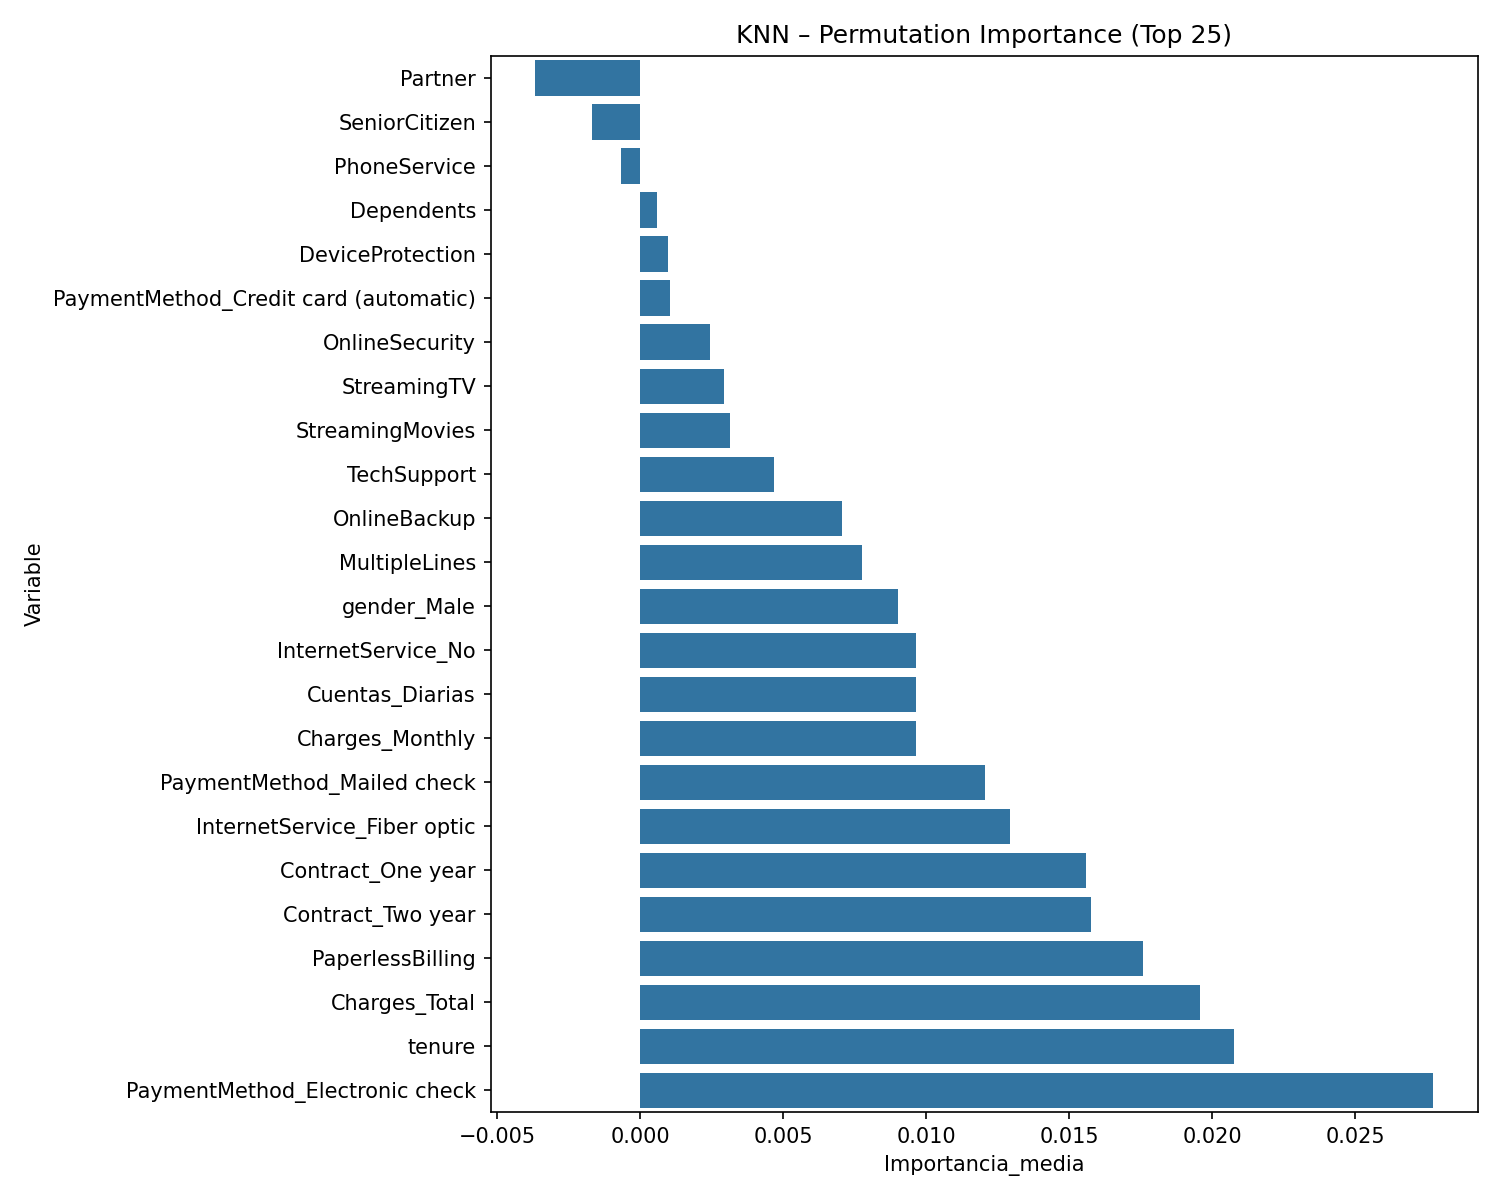 KNN – Permutation Importance (Top 25)
Variable
Partner
SeniorCitizen
PhoneService
Dependents
DeviceProtection
PaymentMethod_Credit card (automatic)
OnlineSecurity
StreamingTV
StreamingMovies
TechSupport
OnlineBackup
MultipleLines
gender_Male
InternetService_No
Cuentas_Diarias
Charges_Monthly
PaymentMethod_Mailed check
InternetService_Fiber optic
Contract_One year
Contract_Two year
PaperlessBilling
Charges_Total
tenure
PaymentMethod_Electronic check
−0.005 0.000 0.005 0.010 0.015 0.020 0.025
Importancia_media